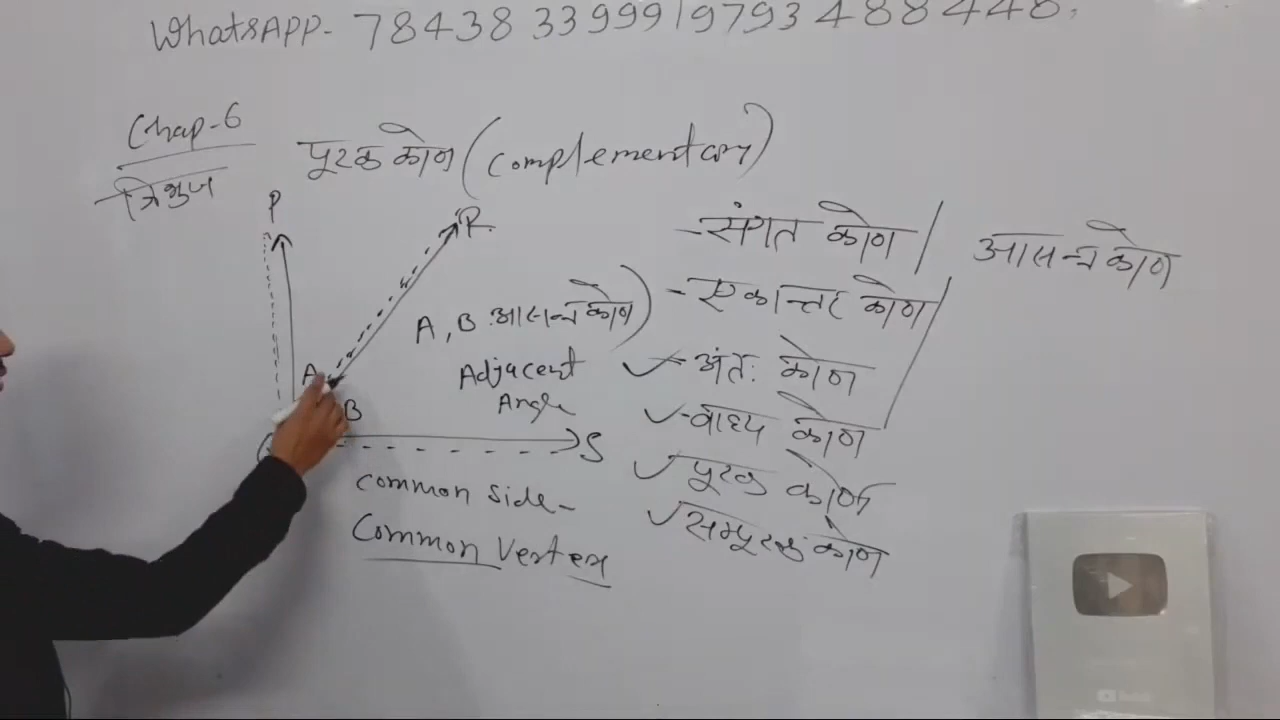 WhatsAPP- 7843833999 / 9793488448,
Chap-6
त्रिभुज
पूरक कोण (complementary)
P
R
A
B
S
A, B आसन्न कोण)
Adjacent
Angle
common side-
Common Vertex
-संगत कोण /
-एकान्तर कोण
-अंतः कोण
-वाध्य कोण
पूरक कोण
सम्पूरक कोण
आसन्न कोण